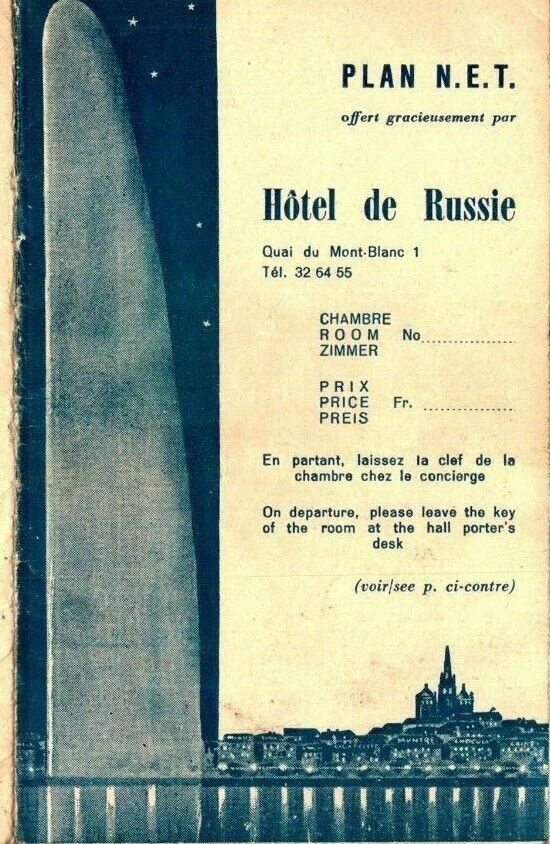 PLAN N.E.T.
offert gracieusement par
Hôtel de Russie
Quai du Mont-Blanc 1
Tél. 32 64 55
CHAMBRE
ROOM No
ZIMMER
PRIX
PRICE Fr.
PREIS
En partant, laissez la clef de la
chambre chez le concierge
On departure, please leave the key
of the room at the hall porter's
desk
(voir/see p. ci-contre)